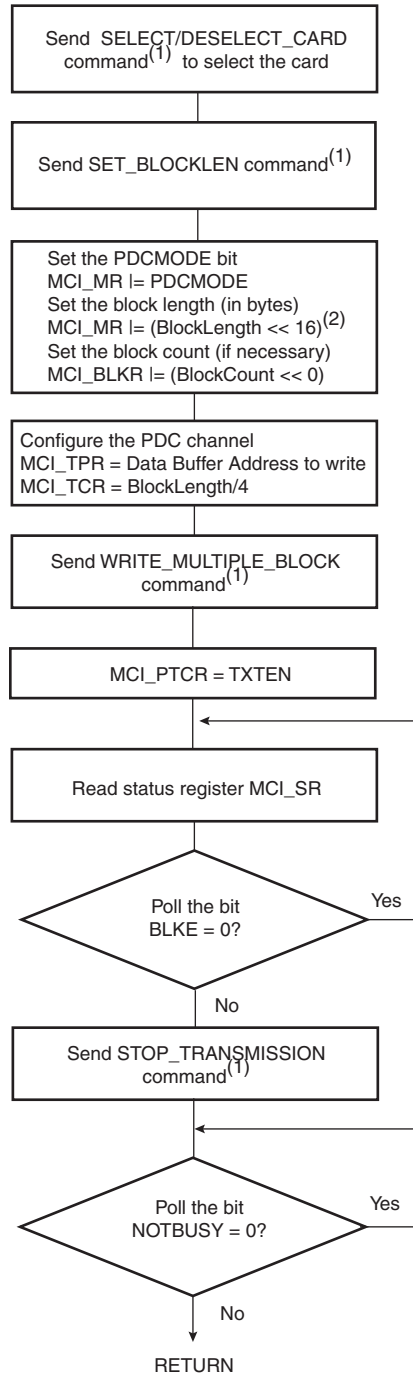 Send SELECT/DESELECT_CARD
command(1) to select the card
Send SET_BLOCKLEN command(1)
Set the PDCMODE bit
MCI_MR |= PDCMODE
Set the block length (in bytes)
MCI_MR |= (BlockLength << 16)(2)
Set the block count (if necessary)
MCI_BLKR |= (BlockCount << 0)
Configure the PDC channel
MCI_TPR = Data Buffer Address to write
MCI_TCR = BlockLength/4
Send WRITE_MULTIPLE_BLOCK
command(1)
MCI_PTCR = TXTEN
Read status register MCI_SR
Poll the bit
BLKE = 0?
Yes
No
Send STOP_TRANSMISSION
command(1)
Poll the bit
NOTBUSY = 0?
Yes
No
RETURN